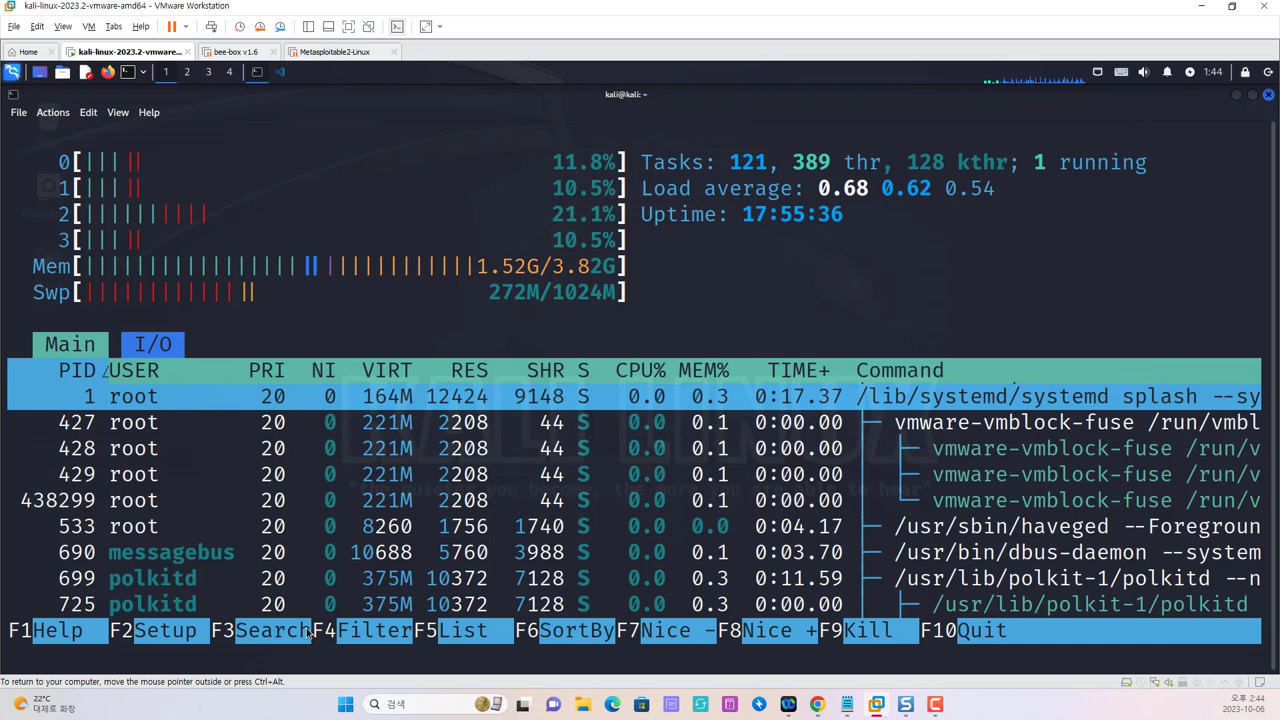 kali-linux-2023.2-vmware-amd64 - VMware Workstation
File Edit View VM Tabs Help
Home kali-linux-2023.2-vmware... bee-box v1.6 Metasploitable2-Linux
1 2 3 4 1:44
kali@kali: ~
File Actions Edit View Help
0[||||| 11.8%] Tasks: 121, 389 thr, 128 kthr; 1 running
1[||||| 10.5%] Load average: 0.68 0.62 0.54
2[|||||||||| 21.1%] Uptime: 17:55:36
3[||||| 10.5%]
Mem[||||||||||||||||||||||||||||||1.52G/3.82G]
Swp[|||||||||||||| 272M/1024M]
Main I/O
PID△USER PRI NI VIRT RES SHR S CPU% MEM% TIME+ Command
1 root 20 0 164M 12424 9148 S 0.0 0.3 0:17.37 /lib/systemd/systemd splash --sy
427 root 20 0 221M 2208 44 S 0.0 0.1 0:00.00 ├─ vmware-vmblock-fuse /run/vmbl
428 root 20 0 221M 2208 44 S 0.0 0.1 0:00.00 │ ├─ vmware-vmblock-fuse /run/v
429 root 20 0 221M 2208 44 S 0.0 0.1 0:00.00 │ ├─ vmware-vmblock-fuse /run/v
438299 root 20 0 221M 2208 44 S 0.0 0.1 0:00.00 │ └─ vmware-vmblock-fuse /run/v
"the quieter you become, the more you are able to hear"
533 root 20 0 8260 1756 1740 S 0.0 0.0 0:04.17 ├─ /usr/sbin/haveged --Foregroun
690 messagebus 20 0 10688 5760 3988 S 0.0 0.1 0:03.70 ├─ /usr/bin/dbus-daemon --system
699 polkitd 20 0 375M 10372 7128 S 0.0 0.3 0:11.59 ├─ /usr/lib/polkit-1/polkitd --n
725 polkitd 20 0 375M 10372 7128 S 0.0 0.3 0:00.00 │ ├─ /usr/lib/polkit-1/polkitd
F1Help F2Setup F3Search F4Filter F5List F6SortBy F7Nice -F8Nice +F9Kill F10Quit
To return to your computer, move the mouse pointer outside or press Ctrl+Alt.
22°C
대체로 화창
검색
오후 2:44
2023-10-06